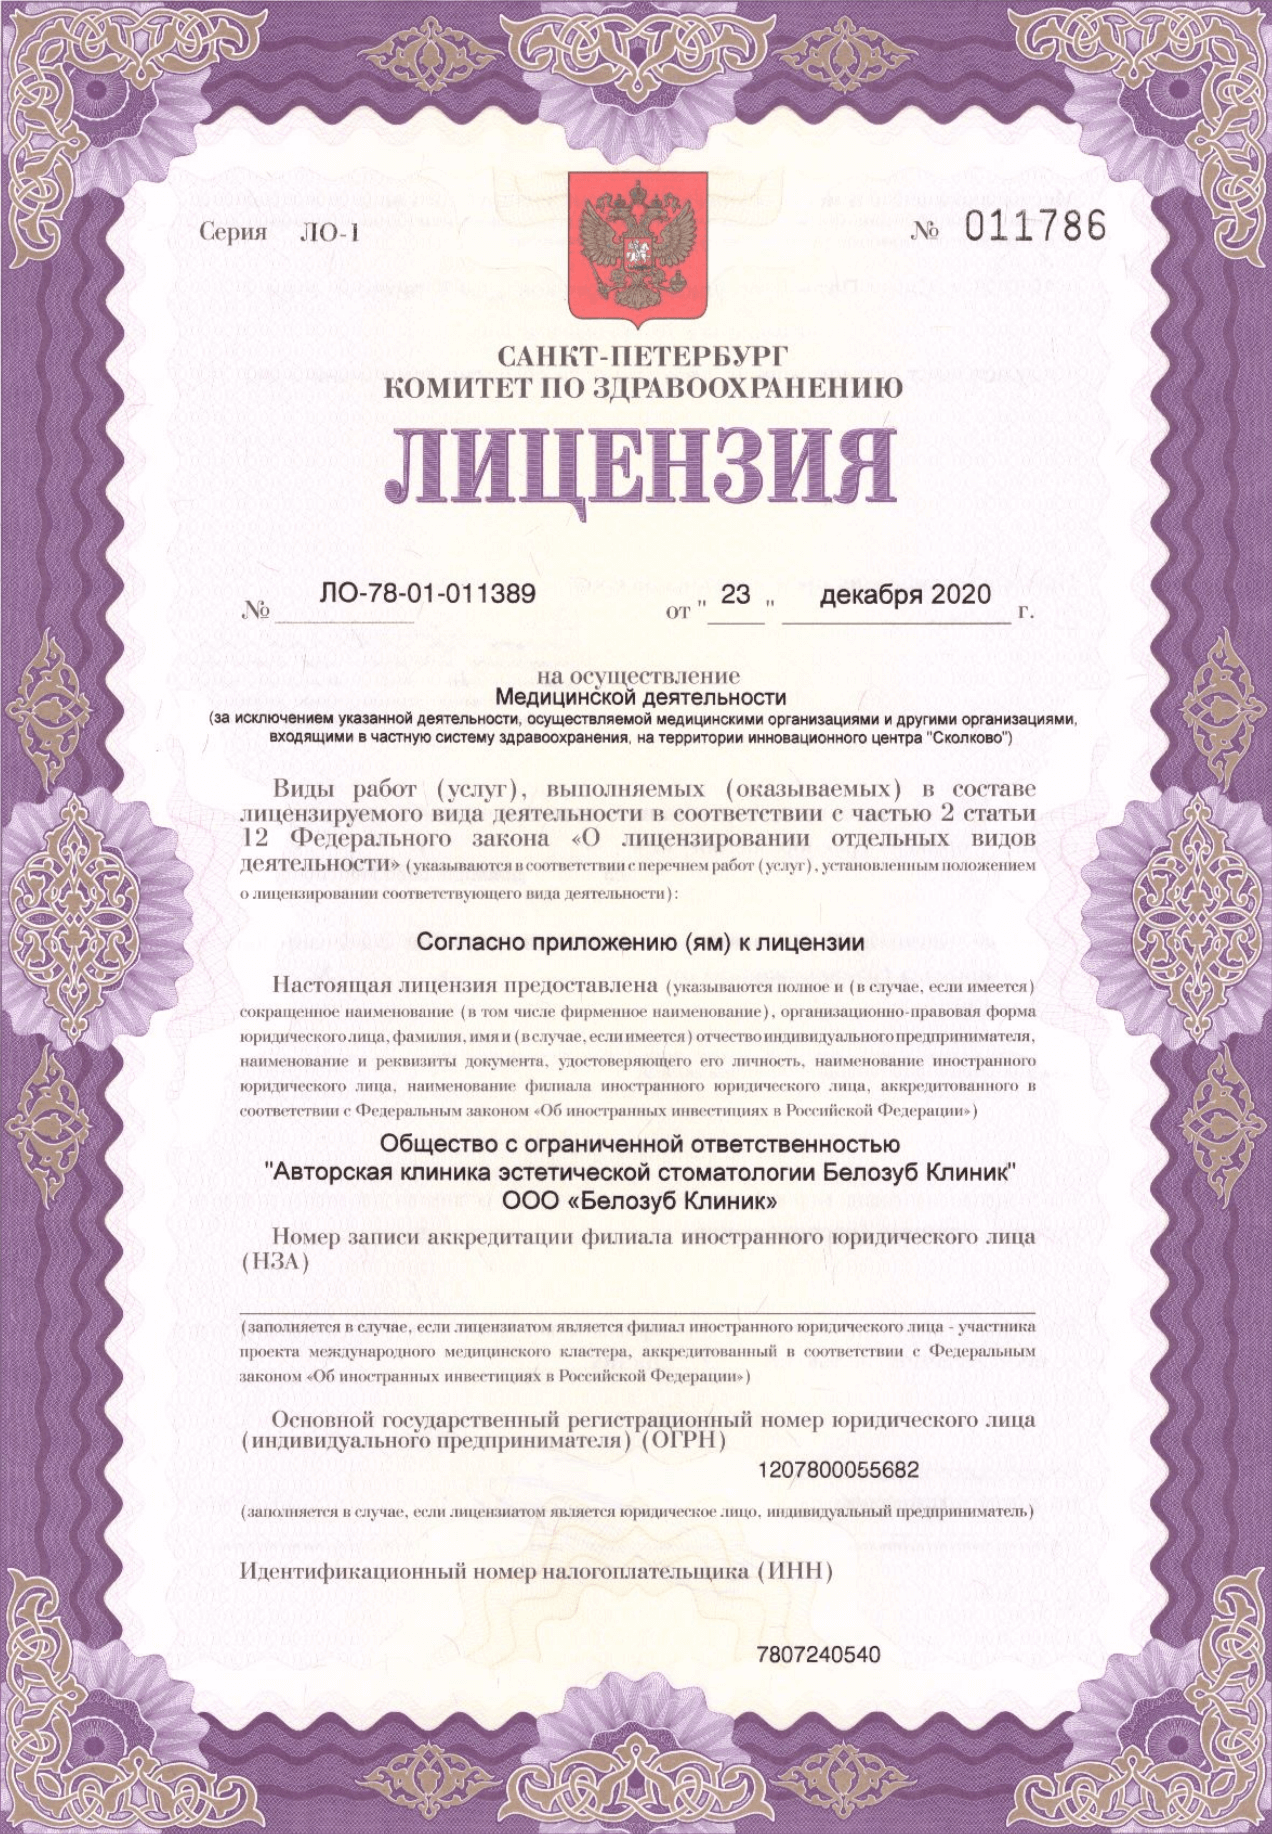 Серия ЛО-1 № 011786
САНКТ-ПЕТЕРБУРГ
КОМИТЕТ ПО ЗДРАВООХРАНЕНИЮ
ЛИЦЕНЗИЯ
№ ЛО-78-01-011389 от " 23 " декабря 2020 г.
на осуществление
Медицинской деятельности
(за исключением указанной деятельности, осуществляемой медицинскими организациями и другими организациями,
входящими в частную систему здравоохранения, на территории инновационного центра "Сколково")
Виды работ (услуг), выполняемых (оказываемых) в составе
лицензируемого вида деятельности в соответствии с частью 2 статьи
12 Федерального закона «О лицензировании отдельных видов
деятельности» (указываются в соответствии с перечнем работ (услуг), установленным положением
о лицензировании соответствующего вида деятельности):
Согласно приложению (ям) к лицензии
Настоящая лицензия предоставлена (указываются полное и (в случае, если имеется)
сокращенное наименование (в том числе фирменное наименование), организационно-правовая форма
юридического лица, фамилия, имя и (в случае, если имеется) отчество индивидуального предпринимателя,
наименование и реквизиты документа, удостоверяющего его личность, наименование иностранного
юридического лица, наименование филиала иностранного юридического лица, аккредитованного в
соответствии с Федеральным законом «Об иностранных инвестициях в Российской Федерации»)
Общество с ограниченной ответственностью
"Авторская клиника эстетической стоматологии Белозуб Клиник"
ООО «Белозуб Клиник»
Номер записи аккредитации филиала иностранного юридического лица
(НЗА)
(заполняется в случае, если лицензиатом является филиал иностранного юридического лица - участника
проекта международного медицинского кластера, аккредитованный в соответствии с Федеральным
законом «Об иностранных инвестициях в Российской Федерации»)
Основной государственный регистрационный номер юридического лица
(индивидуального предпринимателя) (ОГРН)
1207800055682
(заполняется в случае, если лицензиатом является юридическое лицо, индивидуальный предприниматель)
Идентификационный номер налогоплательщика (ИНН)
7807240540